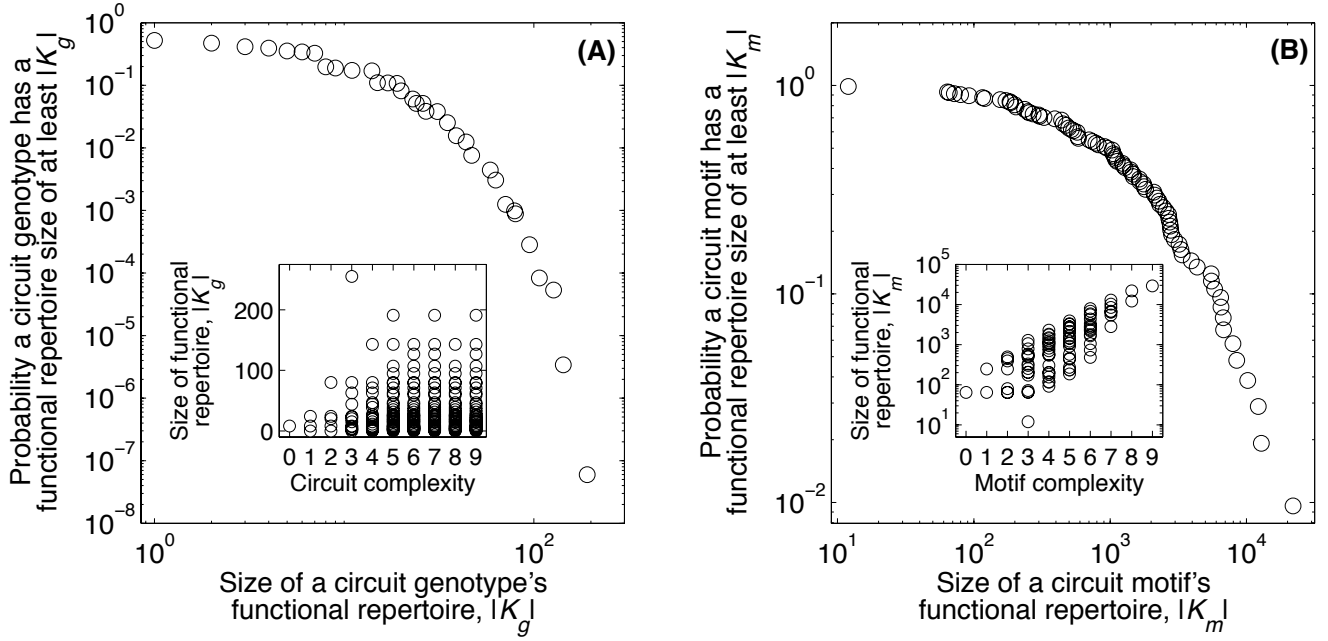 Probability a circuit genotype has a
functional repertoire size of at least |K_g|
10^0
10^-1
10^-2
10^-3
10^-4
10^-5
10^-6
10^-7
10^-8
(A)
Size of functional
repertoire, |K_g|
200
100
0
0 1 2 3 4 5 6 7 8 9
Circuit complexity
10^0 10^2
Size of a circuit genotype's
functional repertoire, |K_g|
Probability a circuit motif has a
functional repertoire size of at least |K_m|
10^0
10^-1
10^-2
(B)
Size of functional
repertoire, |K_m|
10^5
10^4
10^3
10^2
10^1
0 1 2 3 4 5 6 7 8 9
Motif complexity
10^1 10^2 10^3 10^4
Size of a circuit motif's
functional repertoire, |K_m|